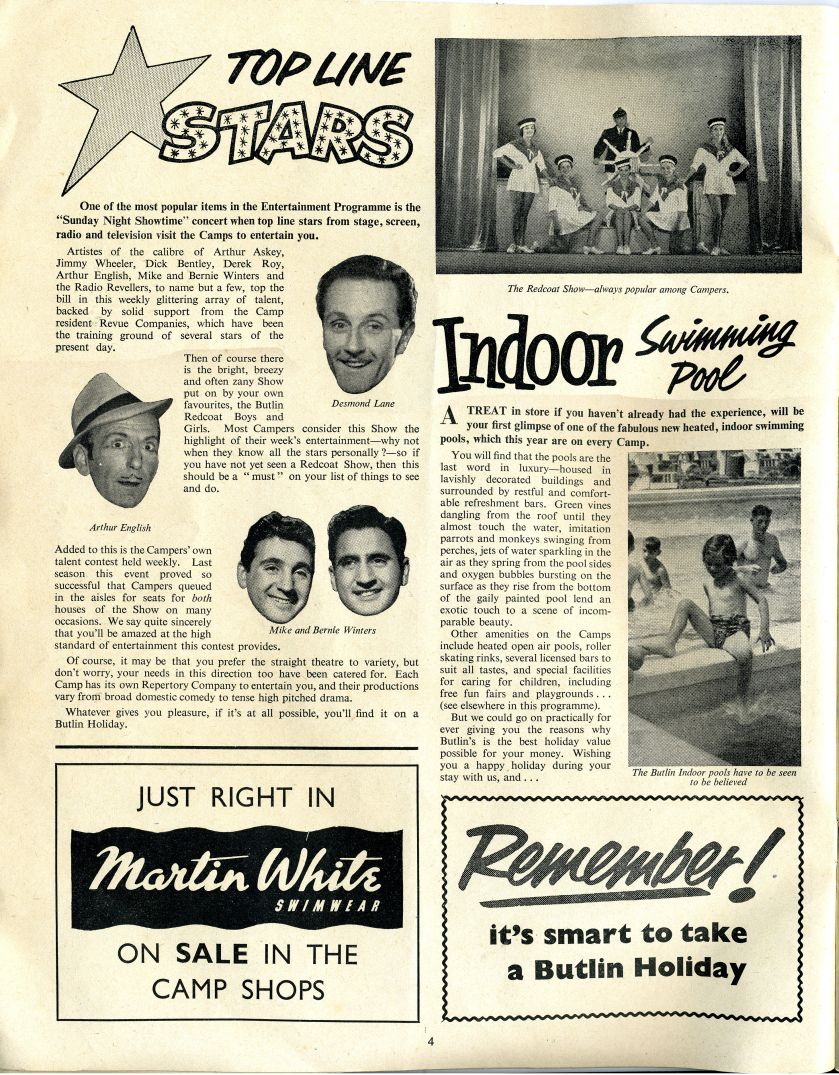 TOP LINE
STARS
One of the most popular items in the Entertainment Programme is the
"Sunday Night Showtime" concert when top line stars from stage, screen,
radio and television visit the Camps to entertain you.
Artistes of the calibre of Arthur Askey,
Jimmy Wheeler, Dick Bentley, Derek Roy,
Arthur English, Mike and Bernie Winters and
the Radio Revellers, to name but a few, top the
bill in this weekly glittering array of talent,
backed by solid support from the Camp
resident Revue Companies, which have been
the training ground of several stars of the
present day.
Desmond Lane
Then of course there
is the bright, breezy
and often zany Show
put on by your own
favourites, the Butlin
Redcoat Boys and
Girls. Most Campers consider this Show the
highlight of their week's entertainment—why not
when they know all the stars personally ?—so if
you have not yet seen a Redcoat Show, then this
should be a "must" on your list of things to see
and do.
Arthur English
Added to this is the Campers' own
talent contest held weekly. Last
season this event proved so
successful that Campers queued
in the aisles for seats for both
houses of the Show on many
occasions. We say quite sincerely
that you'll be amazed at the high
standard of entertainment this contest provides.
Mike and Bernie Winters
Of course, it may be that you prefer the straight theatre to variety, but
don't worry, your needs in this direction too have been catered for. Each
Camp has its own Repertory Company to entertain you, and their productions
vary from broad domestic comedy to tense high pitched drama.
Whatever gives you pleasure, if it's at all possible, you'll find it on a
Butlin Holiday.
JUST RIGHT IN
Martin White
SWIMWEAR
ON SALE IN THE
CAMP SHOPS
The Redcoat Show—always popular among Campers.
Indoor Swimming
Pool
A TREAT in store if you haven't already had the experience, will be
your first glimpse of one of the fabulous new heated, indoor swimming
pools, which this year are on every Camp.
You will find that the pools are the
last word in luxury—housed in
lavishly decorated buildings and
surrounded by restful and comfort-
able refreshment bars. Green vines
dangling from the roof until they
almost touch the water, imitation
parrots and monkeys swinging from
perches, jets of water sparkling in the
air as they spring from the pool sides
and oxygen bubbles bursting on the
surface as they rise from the bottom
of the gaily painted pool lend an
exotic touch to a scene of incom-
parable beauty.
Other amenities on the Camps
include heated open air pools, roller
skating rinks, several licensed bars to
suit all tastes, and special facilities
for caring for children, including
free fun fairs and playgrounds . . .
(see elsewhere in this programme).
But we could go on practically for
ever giving you the reasons why
Butlin's is the best holiday value
possible for your money. Wishing
you a happy holiday during your
stay with us, and . . .
The Butlin Indoor pools have to be seen
to be believed
Remember!
it's smart to take
a Butlin Holiday
4